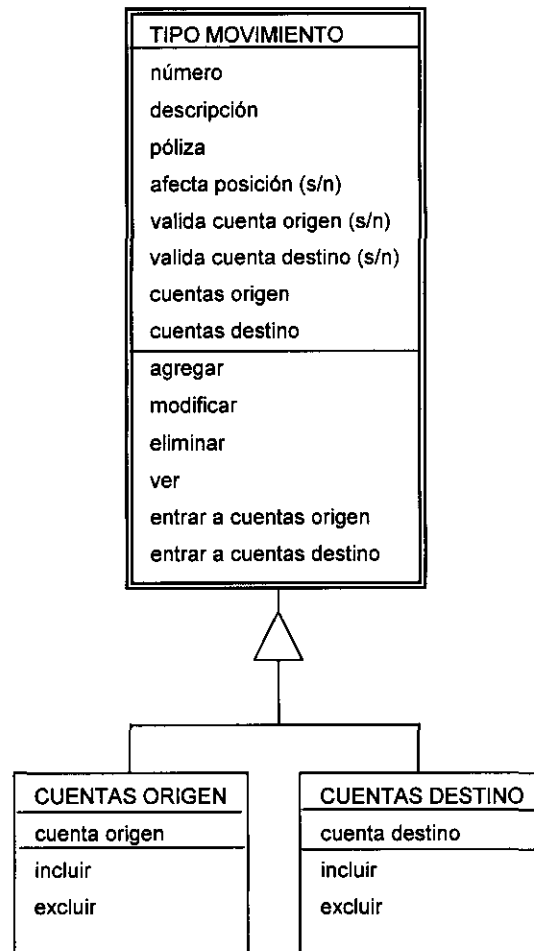 TIPO MOVIMIENTO
número
descripción
póliza
afecta posición (s/n)
valida cuenta origen (s/n)
valida cuenta destino (s/n)
cuentas origen
cuentas destino
agregar
modificar
eliminar
ver
entrar a cuentas origen
entrar a cuentas destino
CUENTAS ORIGEN
cuenta origen
incluir
excluir
CUENTAS DESTINO
cuenta destino
incluir
excluir